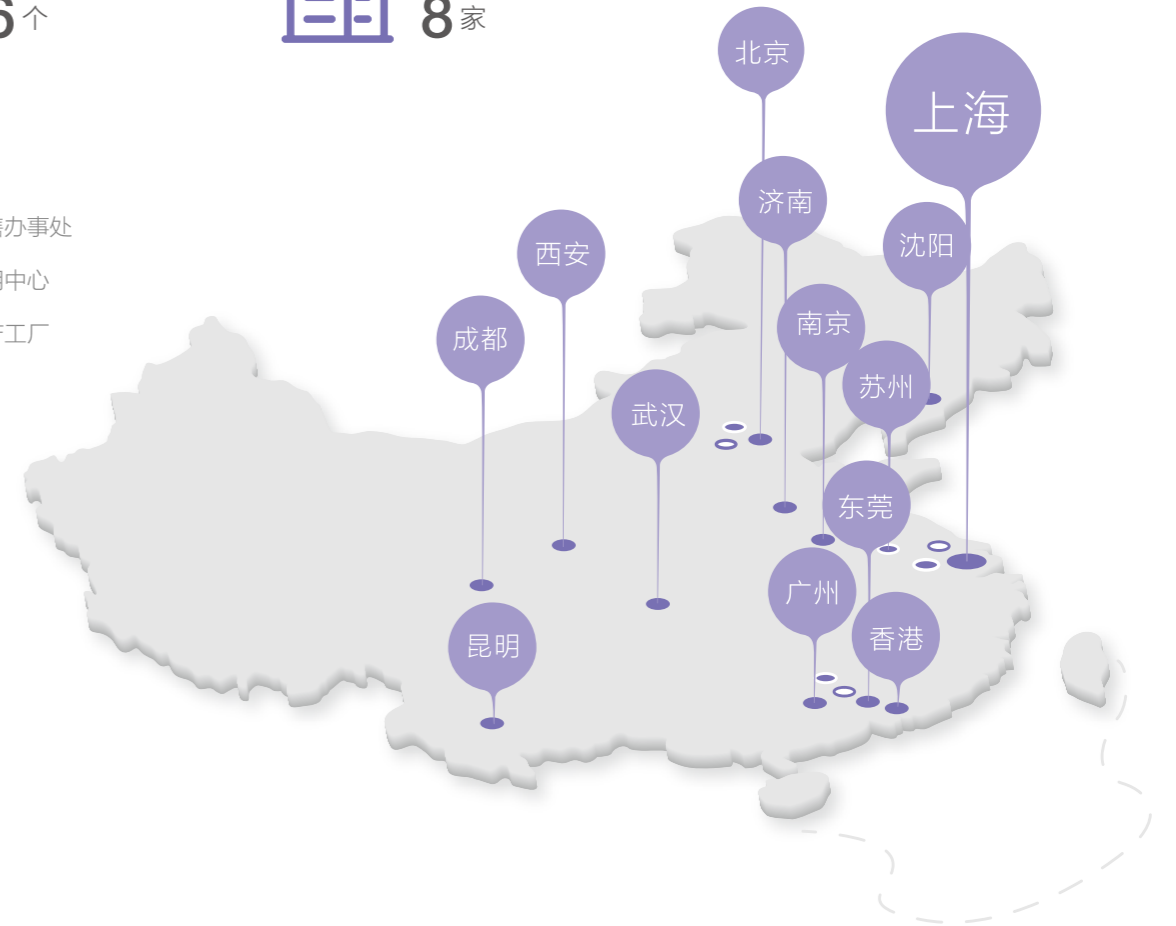 6个
8家
北京
上海
济南
办事处
沈阳
西安
中心
南京
工厂
成都
苏州
武汉
东莞
广州
香港
昆明